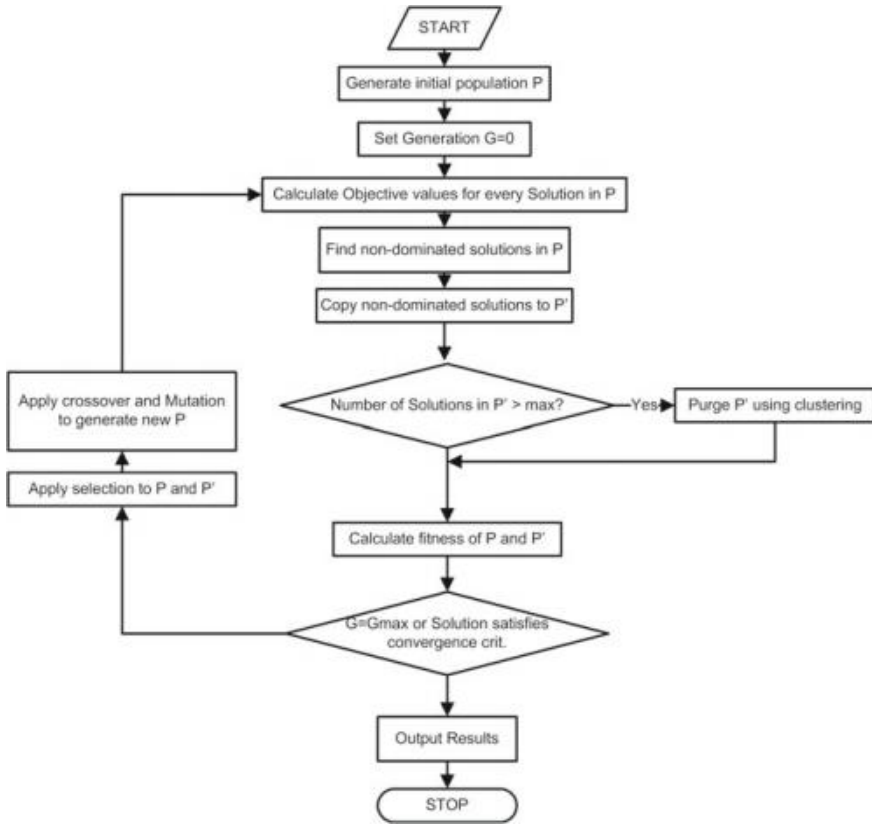 START
Generate initial population P
Set Generation G=0
Calculate Objective values for every Solution in P
Find non-dominated solutions in P
Copy non-dominated solutions to P'
Number of Solutions in P' > max?
Yes
Purge P' using clustering
Apply crossover and Mutation
to generate new P
Apply selection to P and P'
Calculate fitness of P and P'
G=Gmax or Solution satisfies
convergence crit.
Output Results
STOP